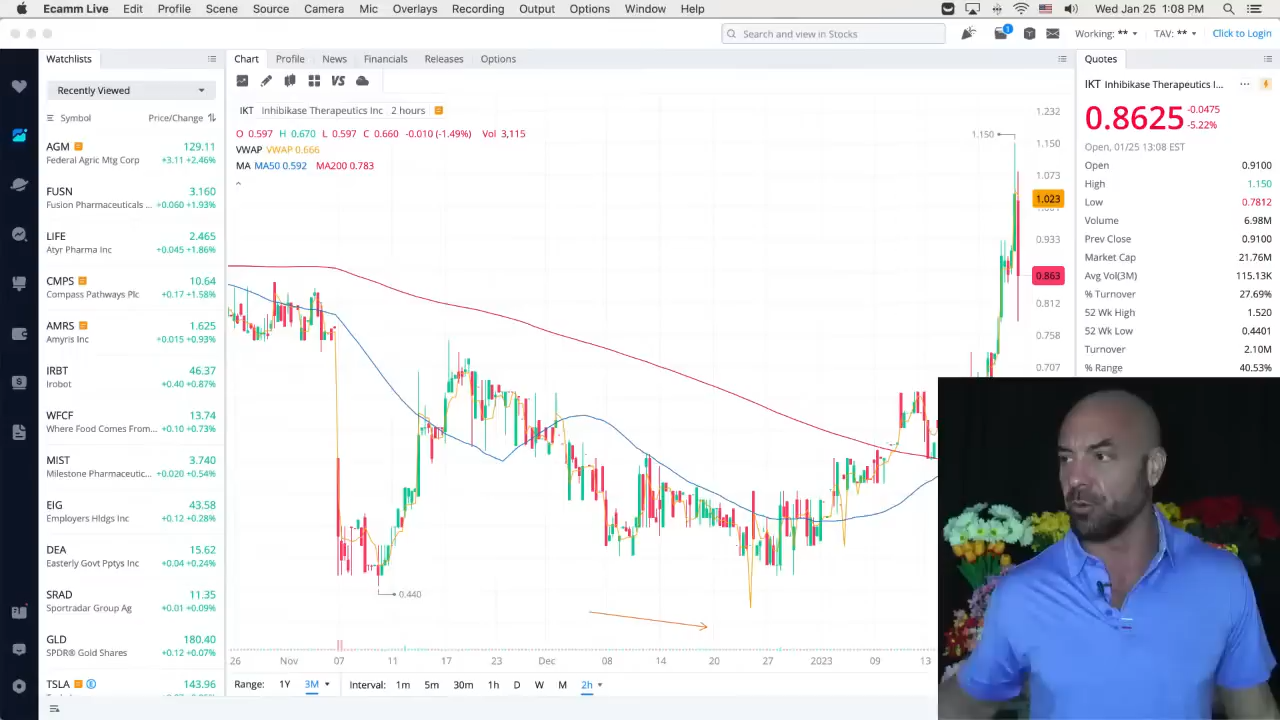 Ecamm Live Edit Profile Scene Source Camera Mic Overlays Recording Output Options Window Help Wed Jan 25 1:08 PM
Search and view in Stocks 1 Working: ** TAV: ** Click to Login
Watchlists
Recently Viewed
Symbol Price/Change
AGM 129.11
Federal Agric Mtg Corp +3.11 +2.46%
FUSN 3.160
Fusion Pharmaceuticals ... +0.060 +1.93%
LIFE 2.465
Atyr Pharma Inc +0.045 +1.86%
CMPS 10.64
Compass Pathways Plc +0.17 +1.58%
AMRS 1.625
Amyris Inc +0.015 +0.93%
IRBT 46.37
Irobot +0.40 +0.87%
WFCF 13.74
Where Food Comes From... +0.10 +0.73%
MIST 3.740
Milestone Pharmaceutic... +0.020 +0.54%
EIG 43.58
Employers Hldgs Inc +0.12 +0.28%
DEA 15.62
Easterly Govt Pptys Inc +0.04 +0.24%
SRAD 11.35
Sportradar Group Ag +0.01 +0.09%
GLD 180.40
SPDR® Gold Shares +0.12 +0.07%
TSLA E 143.96
Chart Profile News Financials Releases Options
VS
IKT Inhibikase Therapeutics Inc 2 hours
O 0.597 H 0.670 L 0.597 C 0.660 -0.010 (-1.49%) Vol 3,115
VWAP VWAP 0.666
MA MA50 0.592 MA200 0.783
1.232
1.150 1.150
1.073
1.023
0.933
0.863
0.812
0.758
0.707
0.440
26 Nov 07 11 17 23 Dec 08 14 20 27 2023 09 13
Range: 1Y 3M Interval: 1m 5m 30m 1h D W M 2h
Quotes
IKT Inhibikase Therapeutics I...
0.8625 -0.0475
-5.22%
Open, 01/25 13:08 EST
Open 0.9100
High 1.150
Low 0.7812
Volume 6.98M
Prev Close 0.9100
Market Cap 21.76M
Avg Vol(3M) 115.13K
% Turnover 27.69%
52 Wk High 1.520
52 Wk Low 0.4401
Turnover 2.10M
% Range 40.53%